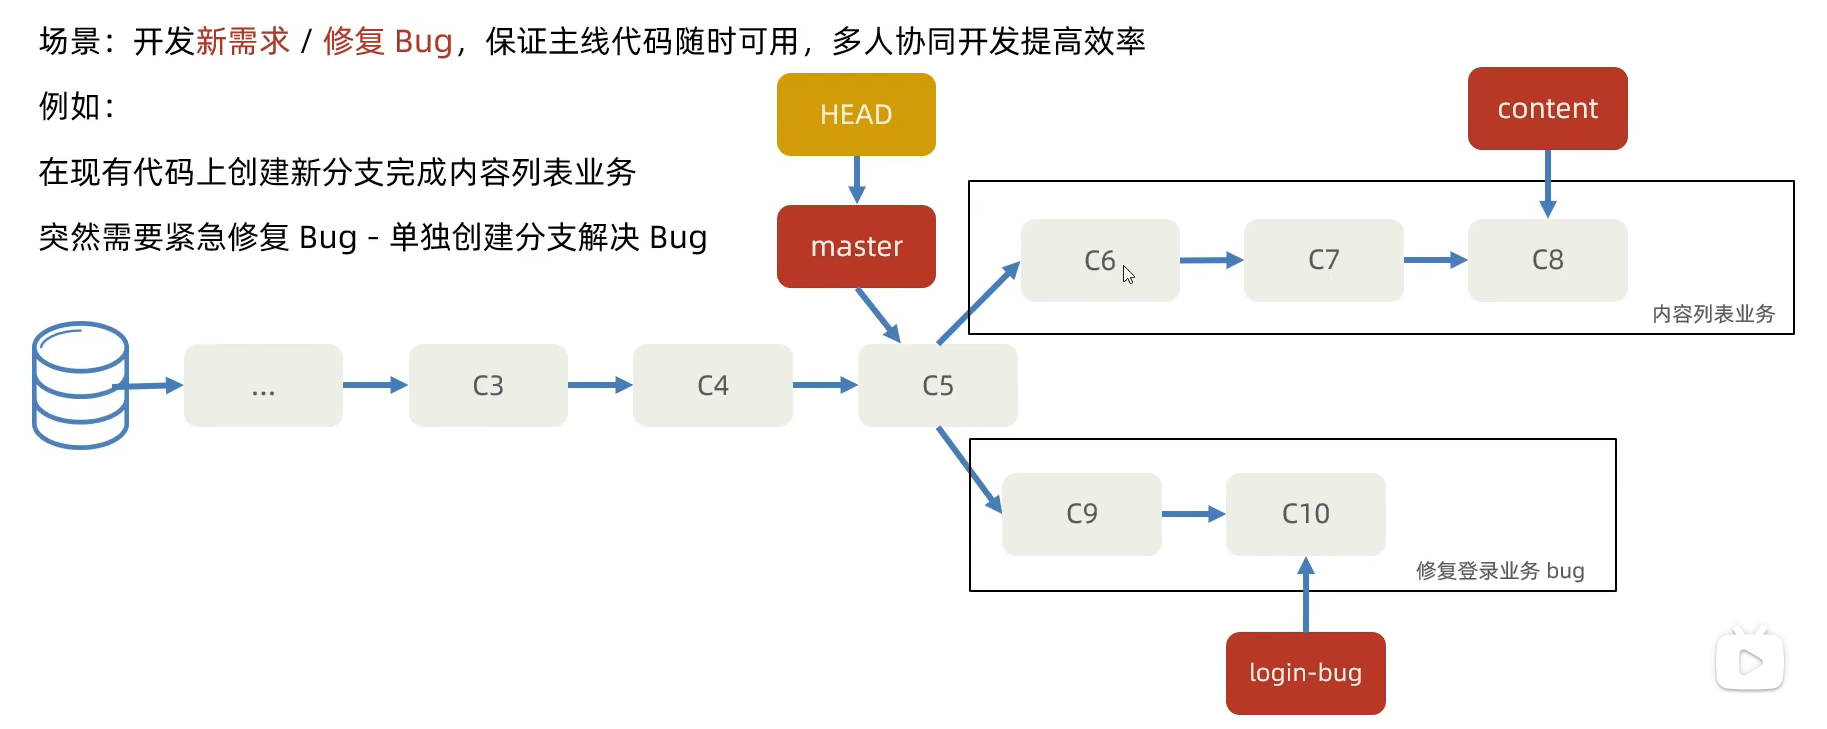 场景：开发新需求 / 修复 Bug，保证主线代码随时可用，多人协同开发提高效率
例如：
在现有代码上创建新分支完成内容列表业务
突然需要紧急修复 Bug - 单独创建分支解决 Bug
HEAD
content
master
C6
C7
C8
内容列表业务
...
C3
C4
C5
C9
C10
修复登录业务 bug
login-bug